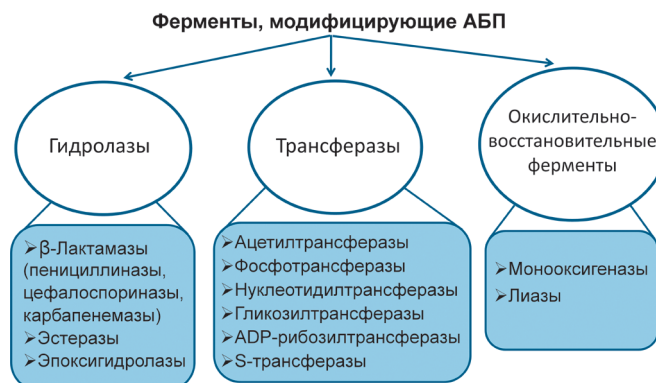 Ферменты, модифицирующие АБП
Гидролазы
Трансферазы
Окислительно-
восстановительные
ферменты
➢β-Лактамазы
(пенициллиназы,
цефалоспориназы,
карбапенемазы)
➢Эстеразы
➢Эпоксигидролазы
➢Ацетилтрансферазы
➢Фосфотрансферазы
➢Нуклеотидилтрансферазы
➢Гликозилтрансферазы
➢ADP-рибозилтрансферазы
➢S-трансферазы
➢Монооксигеназы
➢Лиазы